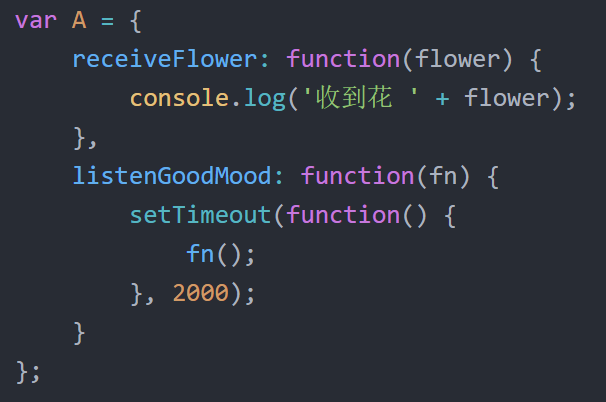 var A = {
    receiveFlower: function(flower) {
        console.log('收到花 ' + flower);
    },
    listenGoodMood: function(fn) {
        setTimeout(function() {
            fn();
        }, 2000);
    }
};